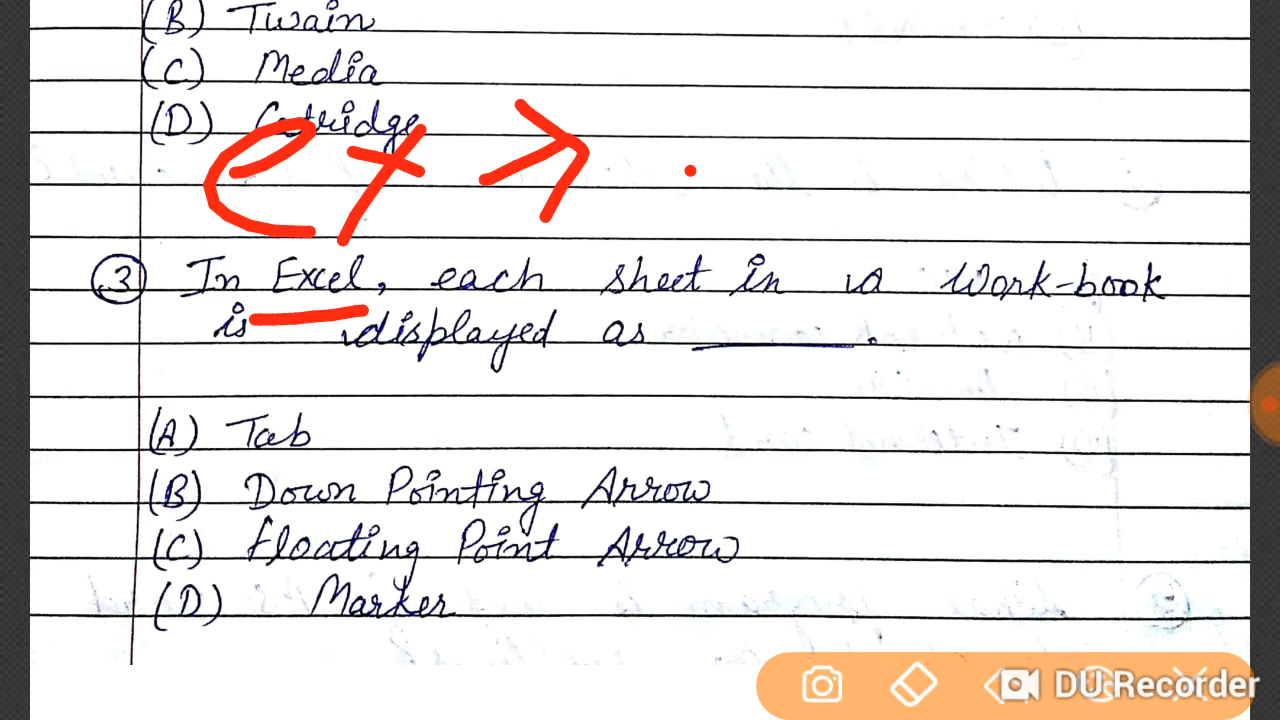 (B) Twain
(C) Media
(D) Catridge
ex →
(3) In Excel, each sheet in a Work-book
is displayed as ______.
(A) Tab
(B) Down Pointing Arrow
(C) Floating Point Arrow
(D) Marker
DU Recorder